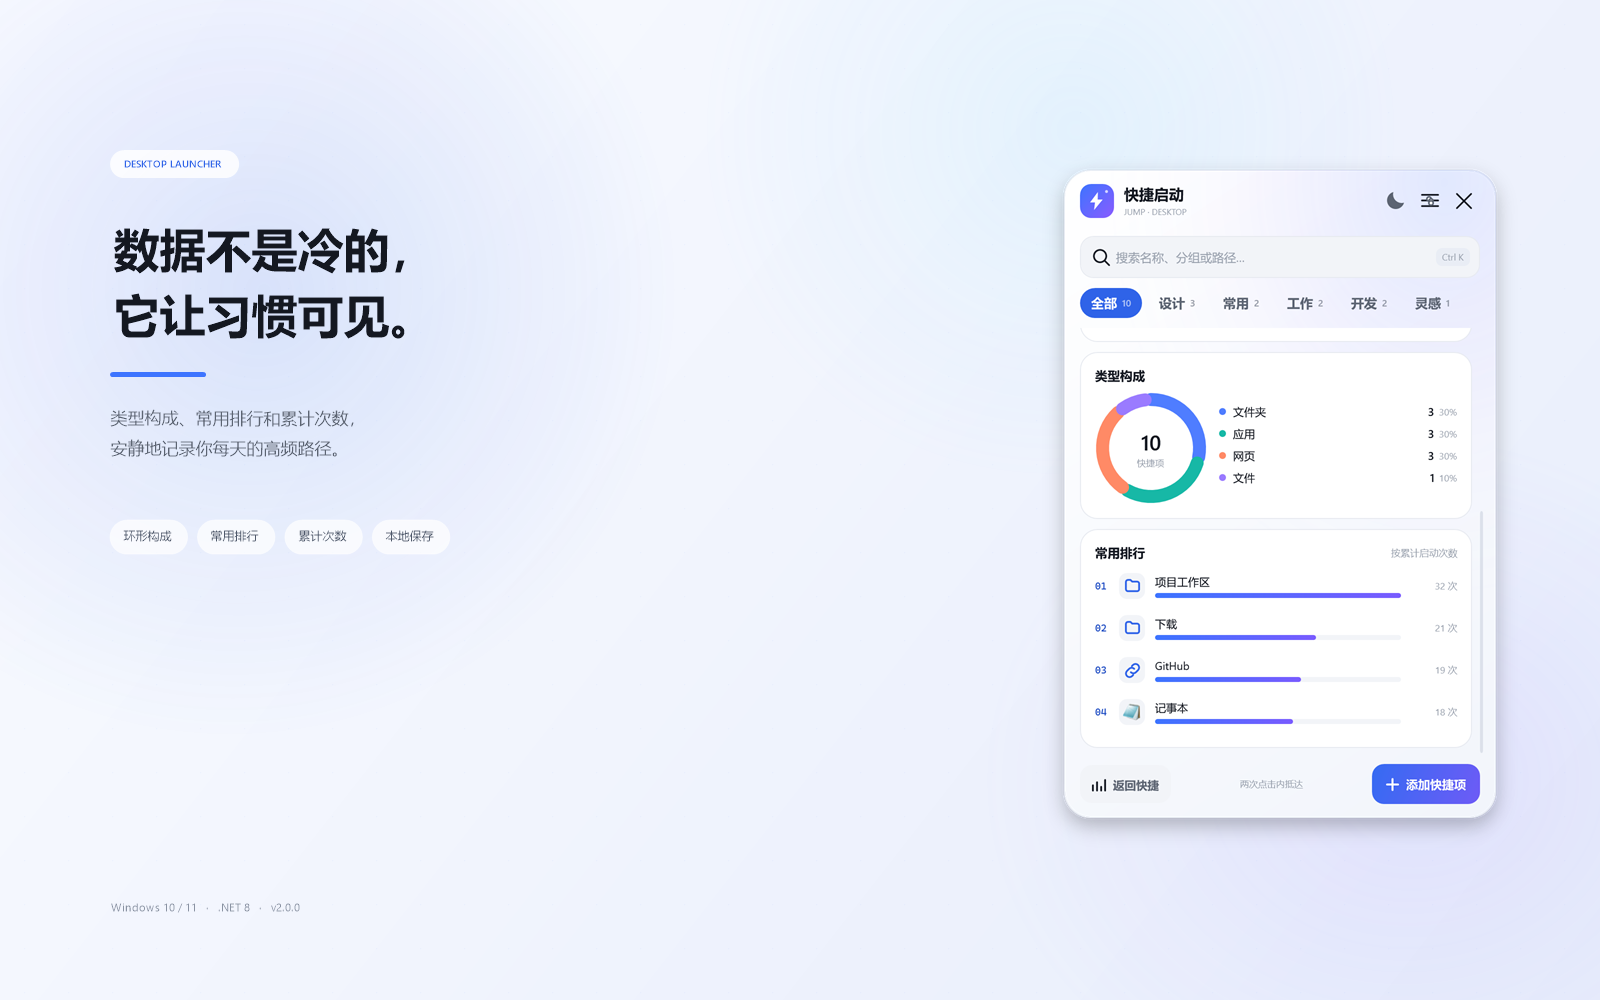 DESKTOP LAUNCHER
数据不是冷的，
它让习惯可见。
类型构成、常用排行和累计次数，
安静地记录你每天的高频路径。
环形构成 常用排行 累计次数 本地保存
Windows 10 / 11 · .NET 8 · v2.0.0
快捷启动
JUMP · DESKTOP
搜索名称、分组或路径... Ctrl K
全部 10 设计 3 常用 2 工作 2 开发 2 灵感 1
类型构成
10
快捷项
文件夹 3 30%
应用 3 30%
网页 3 30%
文件 1 10%
常用排行 按累计启动次数
01 项目工作区 32 次
02 下载 21 次
03 GitHub 19 次
04 记事本 18 次
返回快捷 两次点击内抵达 添加快捷项